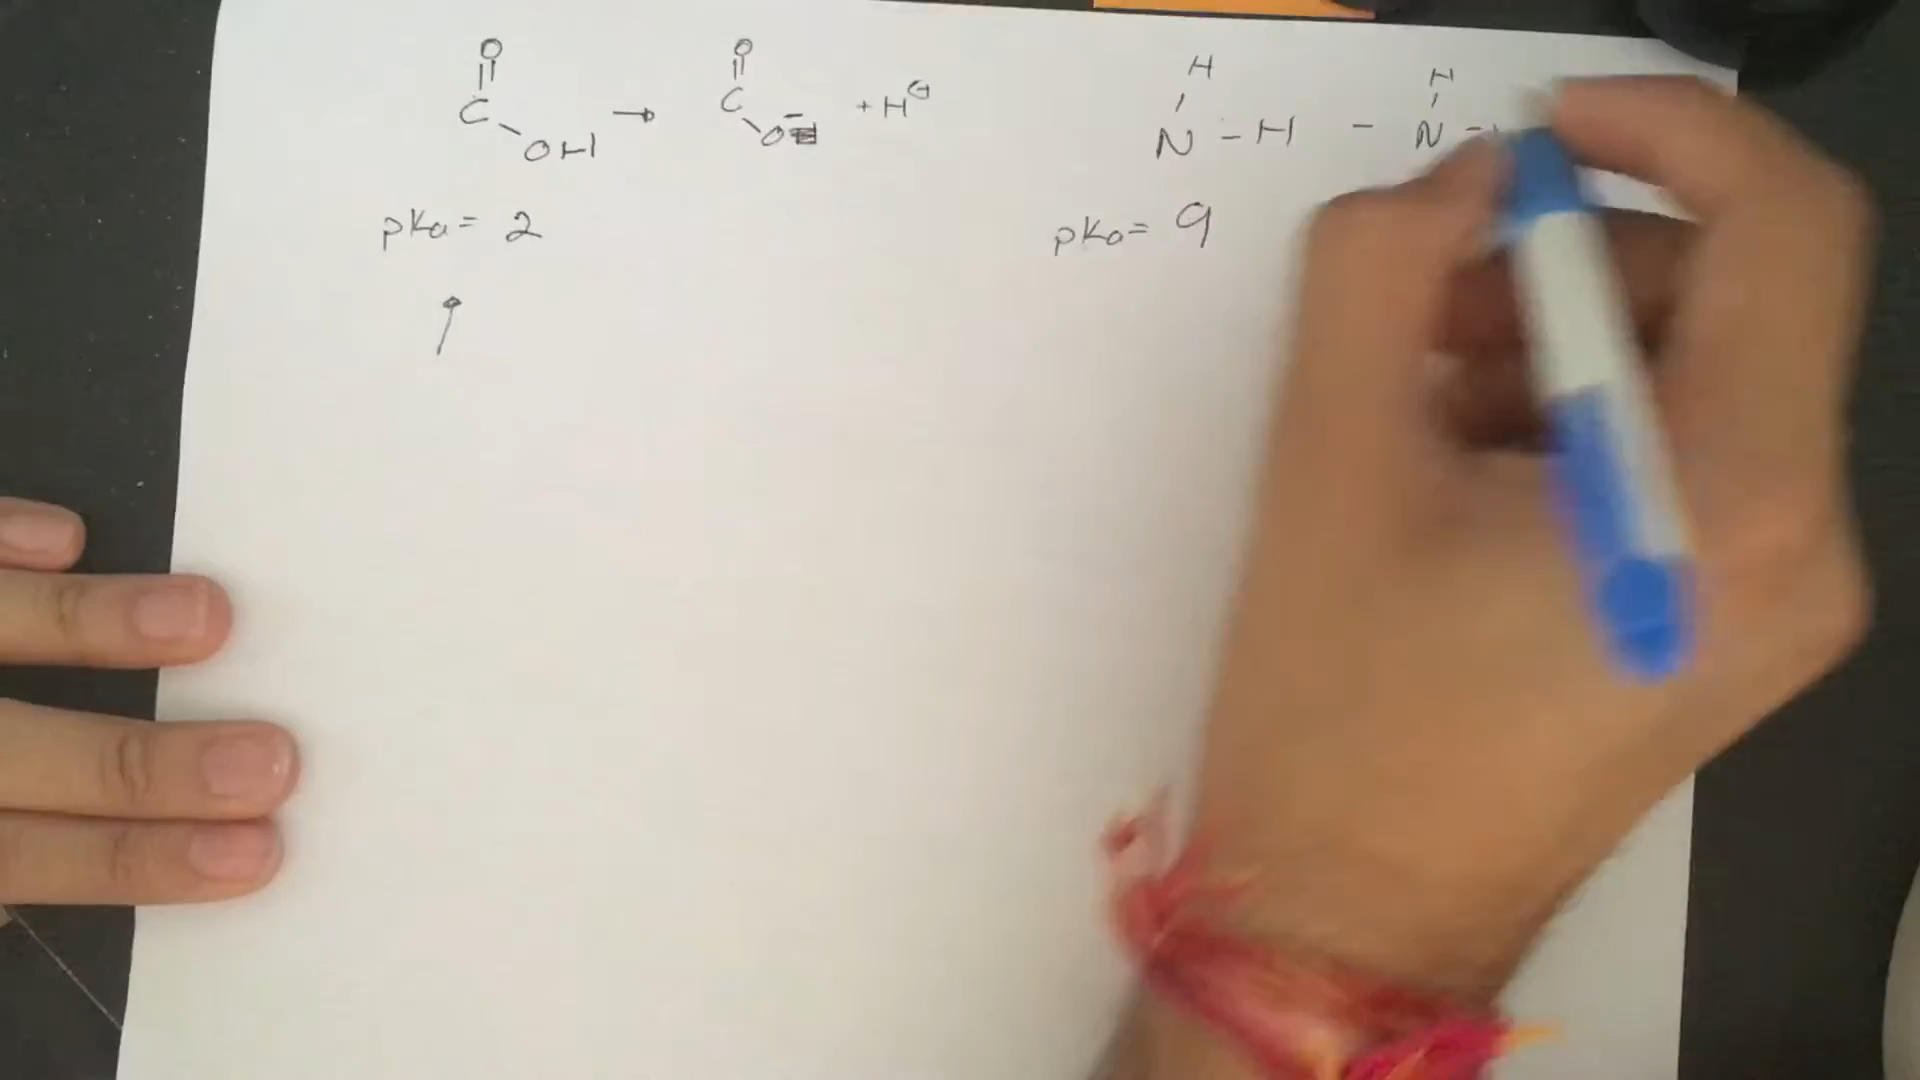 O O H H
|| || | |
C → C + H⊕ N - H - N -
\ OH \ O⁻
pKa = 2 pKa = 9